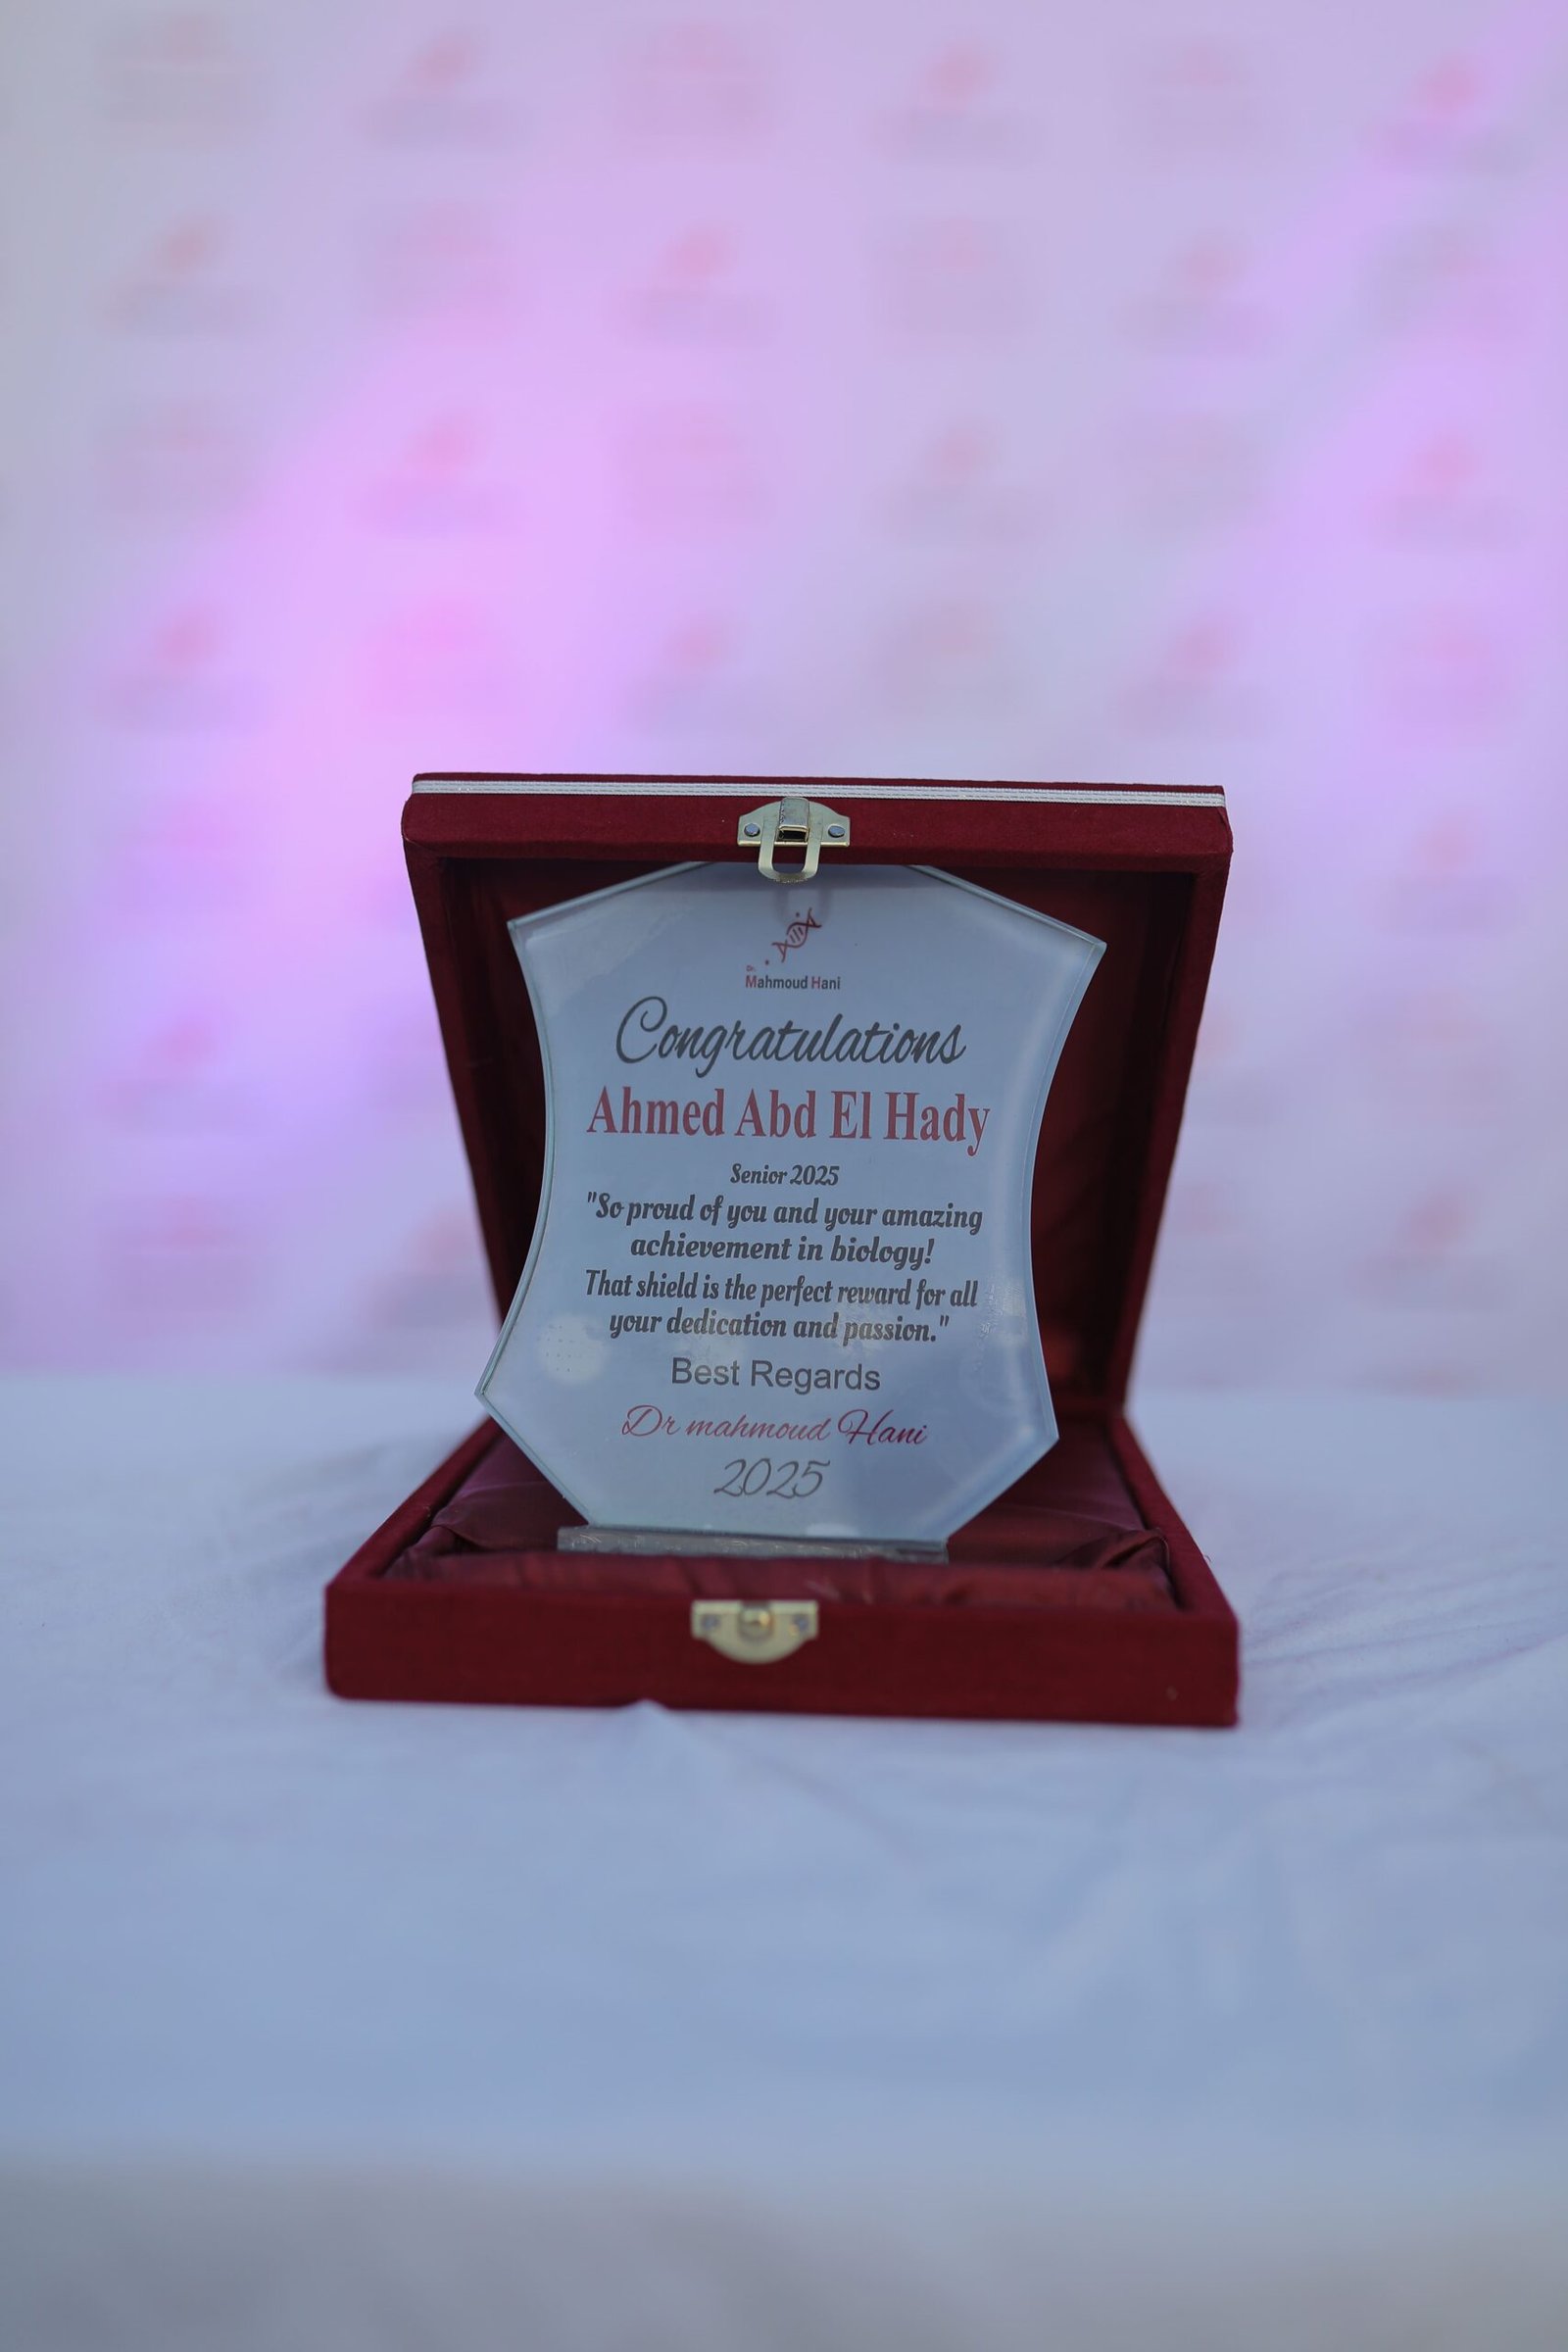 Dr.
Mahmoud Hani
Congratulations
Ahmed Abd El Hady
Senior 2025
"So proud of you and your amazing
achievement in biology!
That shield is the perfect reward for all
your dedication and passion."
Best Regards
Dr mahmoud Hani
2025